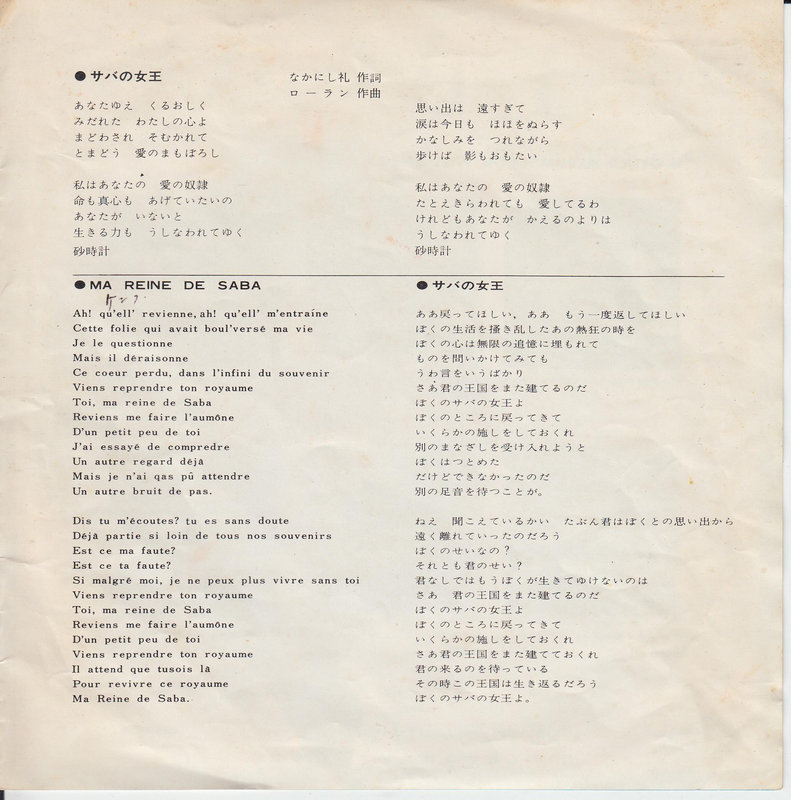 ●サバの女王
なかにし礼 作詞
ローラン 作曲
あなたゆえ くるおしく
みだれた わたしの心よ
まどわされ そむかれて
とまどう 愛のまもぼろし
私はあなたの 愛の奴隷
命も真心も あげていたいの
あなたが いないと
生きる力も うしなわれてゆく
砂時計
思い出は 遠すぎて
涙は今日も ほほをぬらす
かなしみを つれながら
歩けば 影もおもたい
私はあなたの 愛の奴隷
たとえきらわれても 愛してるわ
けれどもあなたが かえるのよりは
うしなわれてゆく
砂時計
●MA REINE DE SABA
Ah! qu'ell' revienne, ah! qu'ell' m'entraíne
Cette folie qui avait boul'versé ma vie
Je le questionne
Mais il déraisonne
Ce coeur perdu, dans l'infini du souvenir
Viens reprendre ton royaume
Toi, ma reine de Saba
Reviens me faire l'aumōne
D'un petit peu de toi
J'ai essayé de compredre
Un autre regard dējā
Mais je n'ai qas pū attendre
Un autre bruit de pas.
Dis tu m'écoutes? tu es sans doute
Déjā partie si loin de tous nos souvenirs
Est ce ma faute?
Est ce ta faute?
Si malgré moi, je ne peux plus vivre sans toi
Viens reprendre ton royaume
Toi, ma reine de Saba
Reviens me faire l'aumōne
D'un petit peu de toi
Viens reprendre ton royaume
Il attend que tusois lā
Pour revivre ce royaume
Ma Reine de Saba.
●サバの女王
ああ戻ってほしい，ああ もう一度返してほしい
ぼくの生活を掻き乱したあの熱狂の時を
ぼくの心は無限の追憶に埋もれて
ものを問いかけてみても
うわ言をいうばかり
さあ君の王国をまた建てるのだ
ぼくのサバの女王よ
ぼくのところに戻ってきて
いくらかの施しをしておくれ
別のまなざしを受け入れようと
ぼくはつとめた
だけどできなかったのだ
別の足音を待つことが。
ねえ 聞こえているかい たぶん君はぼくとの思い出から
遠く離れていったのだろう
ぼくのせいなの？
それとも君のせい？
君なしではもうぼくが生きてゆけないのは
さあ 君の王国をまた建てるのだ
ぼくのサバの女王よ
ぼくのところに戻ってきて
いくらかの施しをしておくれ
さあ君の王国をまた建てておくれ
君の来るのを待っている
その時この王国は生き返るだろう
ぼくのサバの女王よ。